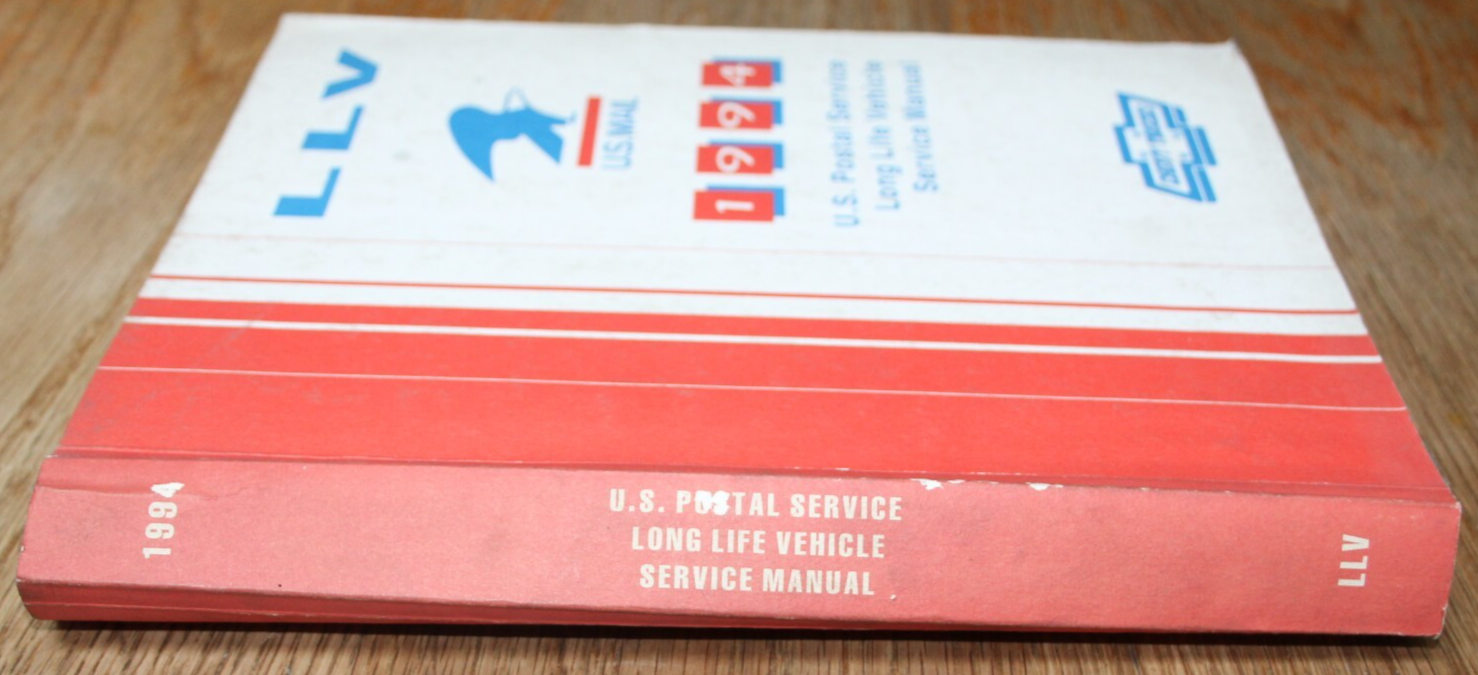 LLV
U.S.MAIL
1994
U.S. Postal Service
Long Life Vehicle
Service Manual
1994
U.S. POSTAL SERVICE
LONG LIFE VEHICLE
SERVICE MANUAL
LLV